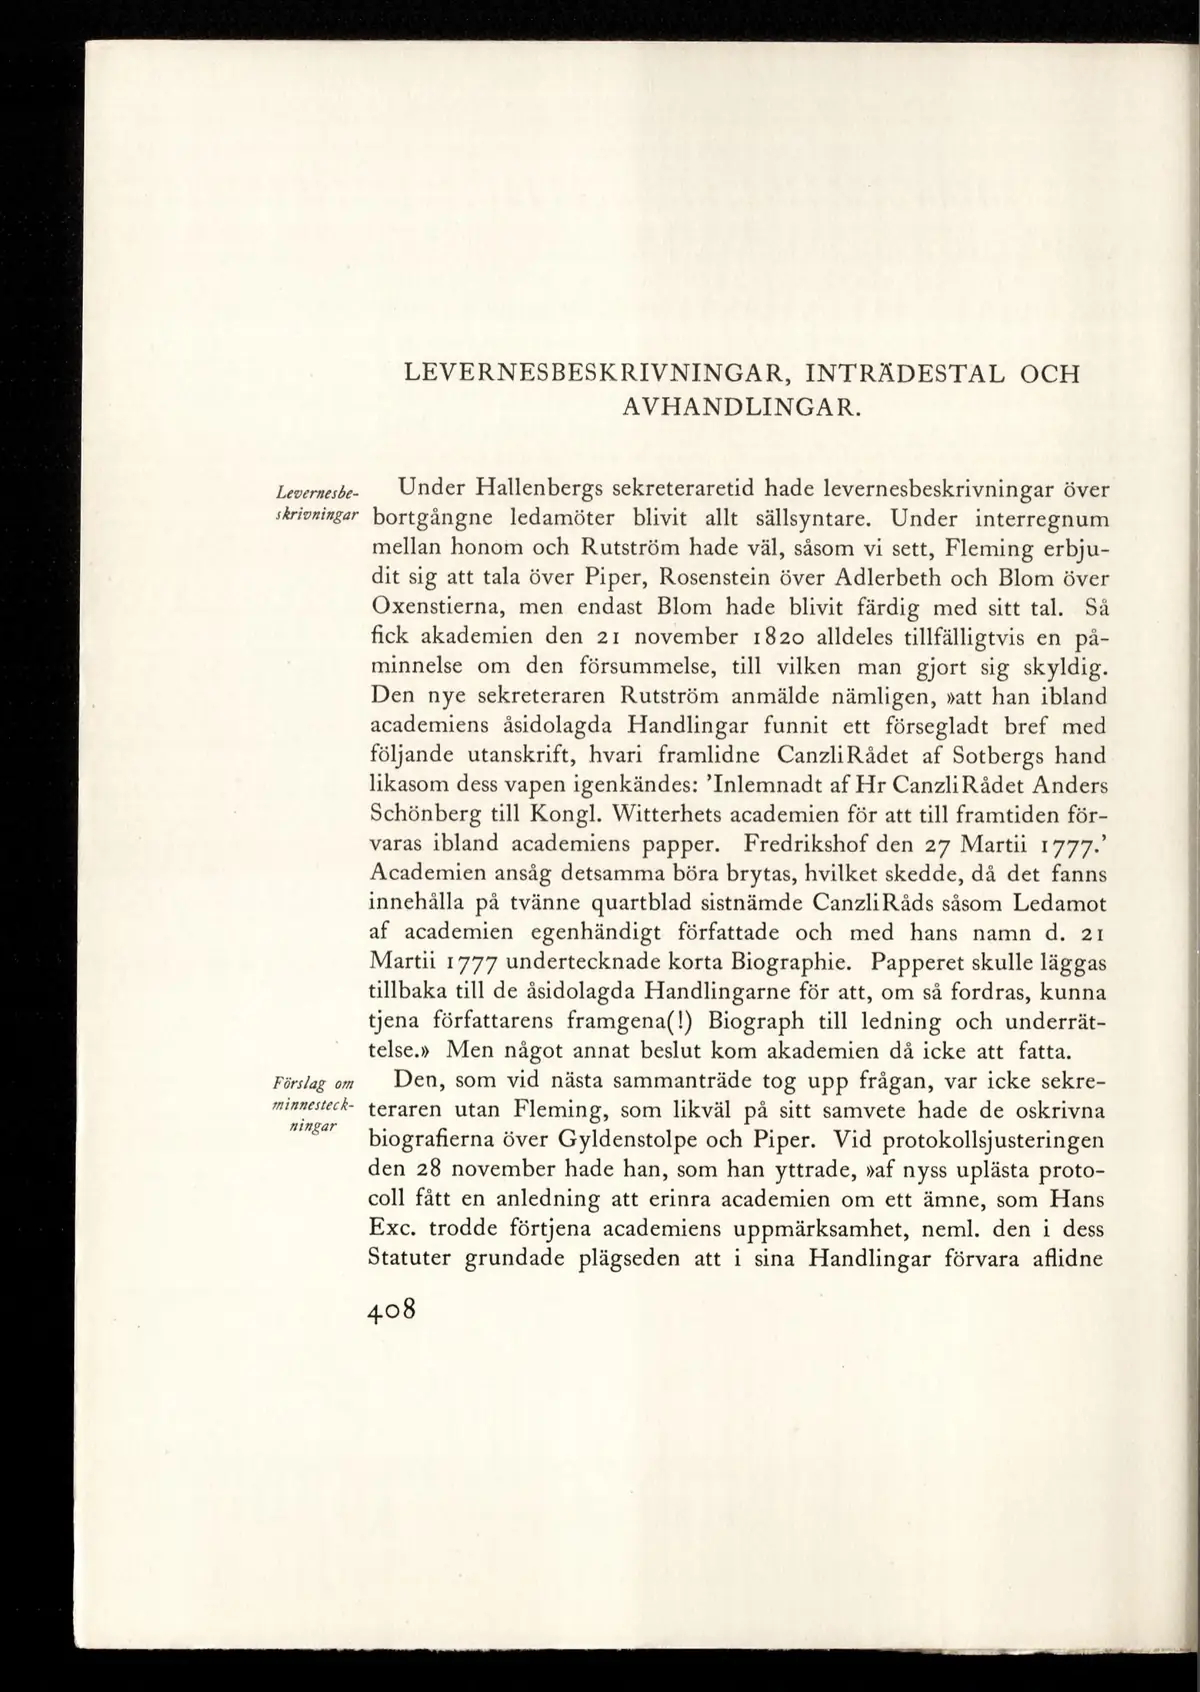 LEVERNESBESKRIVNINGAR, INTRÄDESTAL OCH
AVHANDLINGAR.
Levernesbe-
skrivningar
Under Hallenbergs sekreteraretid hade levernesbeskrivningar över
bortgångne ledamöter blivit allt sällsyntare. Under interregnum
mellan honom och Rutström hade väl, såsom vi sett, Fleming erbju-
dit sig att tala över Piper, Rosenstein över Adlerbeth och Blom över
Oxenstierna, men endast Blom hade blivit färdig med sitt tal. Så
fick akademien den 21 november 1820 alldeles tillfälligtvis en på-
minnelse om den försummelse, till vilken man gjort sig skyldig.
Den nye sekreteraren Rutström anmälde nämligen, »att han ibland
academiens åsidolagda Handlingar funnit ett försegladt bref med
följande utanskrift, hvari framlidne CanzliRådet af Sotbergs hand
likasom dess vapen igenkändes: ’Inlemnadt af Hr CanzliRådet Anders
Schönberg till Kongl. Witterhets academien för att till framtiden för-
varas ibland academiens papper. Fredrikshof den 27 Martii 1777.’
Academien ansåg detsamma böra brytas, hvilket skedde, då det fanns
innehålla på tvänne quartblad sistnämde CanzliRåds såsom Ledamot
af academien egenhändigt författade och med hans namn d. 21
Martii 1777 undertecknade korta Biographie. Papperet skulle läggas
tillbaka till de åsidolagda Handlingarne för att, om så fordras, kunna
tjena författarens framgena(!) Biograph till ledning och underrät-
telse.» Men något annat beslut kom akademien då icke att fatta.
Förslag om
minnesteck-
ningar
Den, som vid nästa sammanträde tog upp frågan, var icke sekre-
teraren utan Fleming, som likväl på sitt samvete hade de oskrivna
biografierna över Gyldenstolpe och Piper. Vid protokollsjusteringen
den 28 november hade han, som han yttrade, »af nyss uplästa proto-
coll fått en anledning att erinra academien om ett ämne, som Hans
Exc. trodde förtjena academiens uppmärksamhet, neml. den i dess
Statuter grundade plägseden att i sina Handlingar förvara aflidne
408